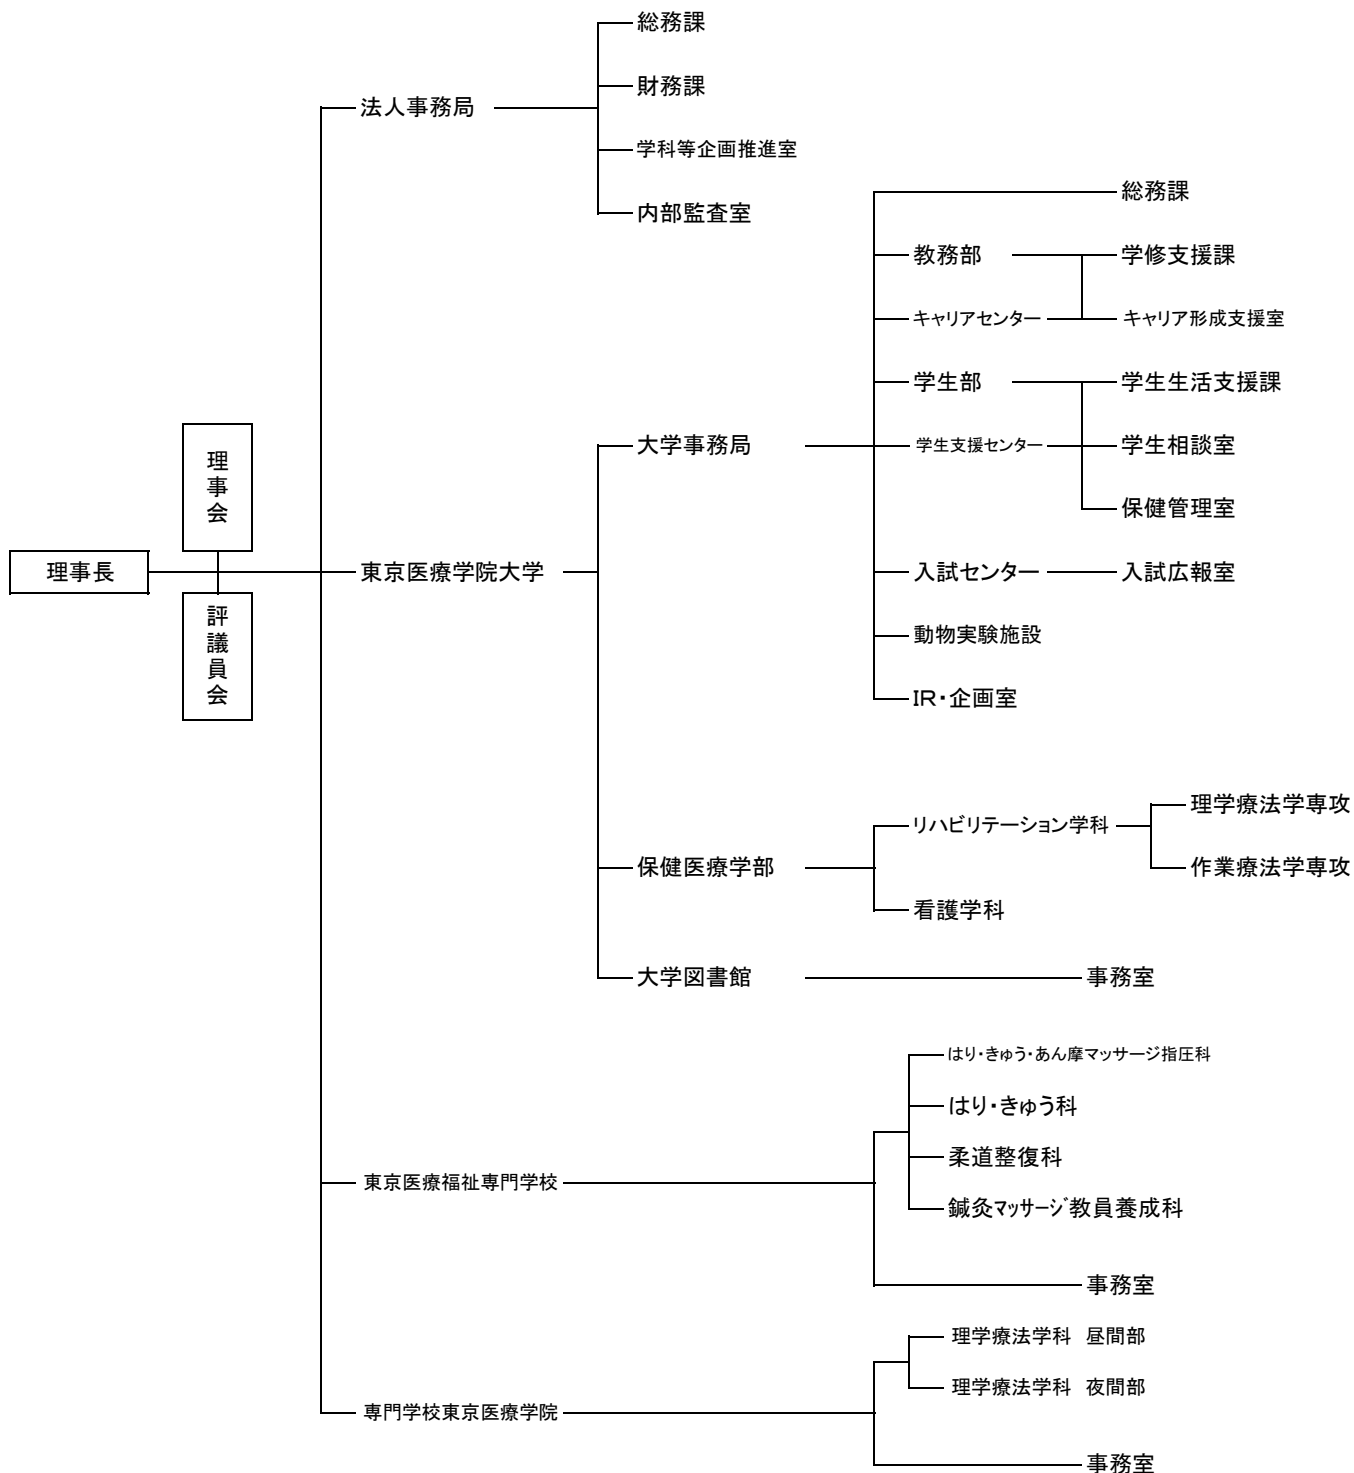 総務課
財務課
法人事務局
学科等企画推進室
総務課
内部監査室
教務部 学修支援課
キャリアセンター キャリア形成支援室
学生部 学生生活支援課
大学事務局 学生支援センター 学生相談室
理事会
保健管理室
理事長 東京医療学院大学 入試センター 入試広報室
評議員会
動物実験施設
IR・企画室
理学療法学専攻
リハビリテーション学科
保健医療学部 作業療法学専攻
看護学科
大学図書館 事務室
はり・きゅう・あん摩マッサージ指圧科
はり・きゅう科
柔道整復科
東京医療福祉専門学校
鍼灸ﾏｯｻｰｼﾞ教員養成科
事務室
理学療法学科 昼間部
理学療法学科 夜間部
専門学校東京医療学院
事務室